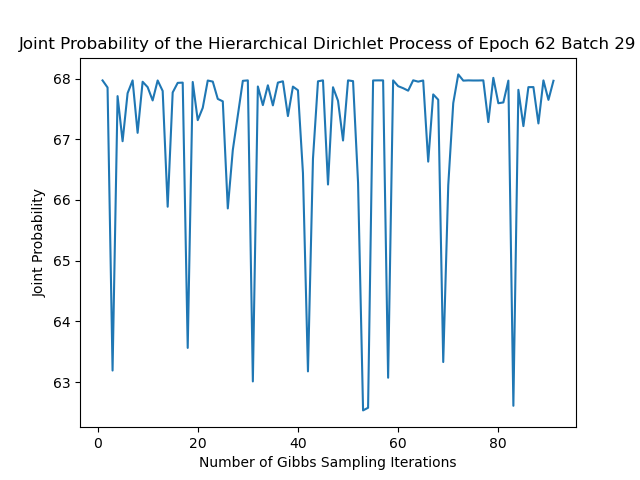 Joint Probability of the Hierarchical Dirichlet Process of Epoch 62 Batch 29
68
67
66
65
64
63
Joint Probability
0 20 40 60 80
Number of Gibbs Sampling Iterations